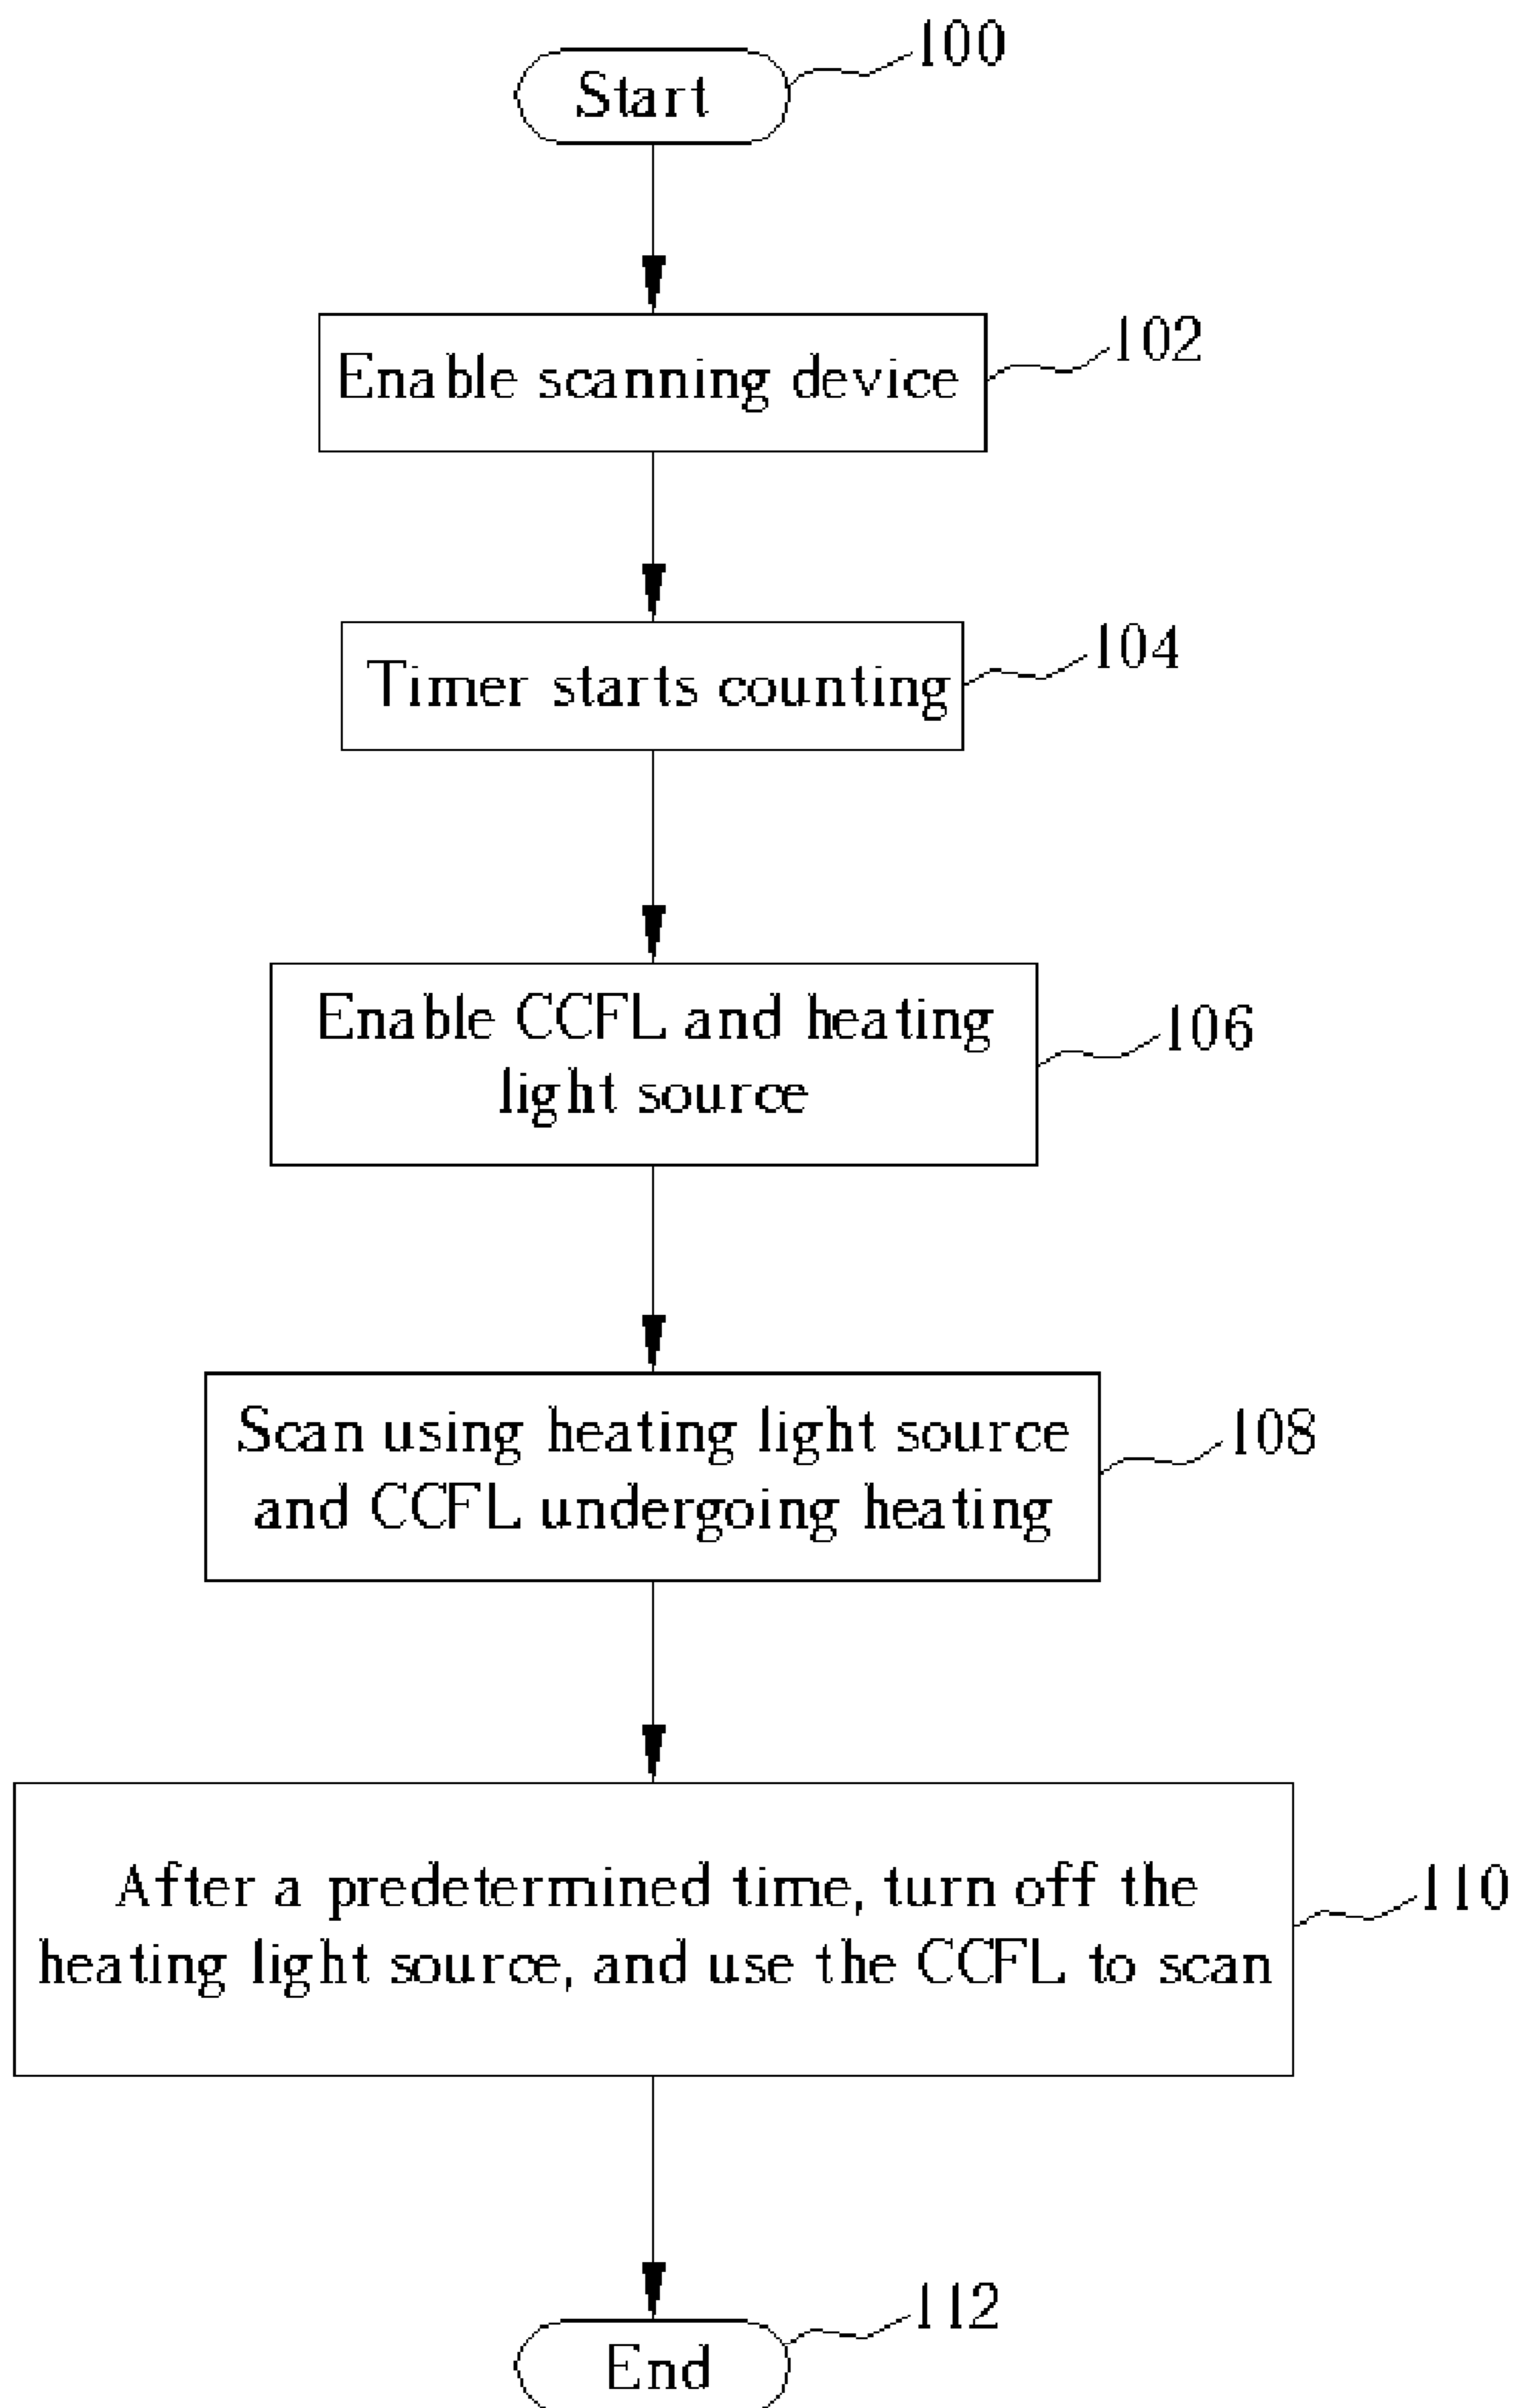 Start
100
Enable scanning device
102
Timer starts counting
104
Enable CCFL and heating
light source
106
Scan using heating light source
and CCFL undergoing heating
108
After a predetermined time, turn off the
heating light source, and use the CCFL to scan
110
End
112